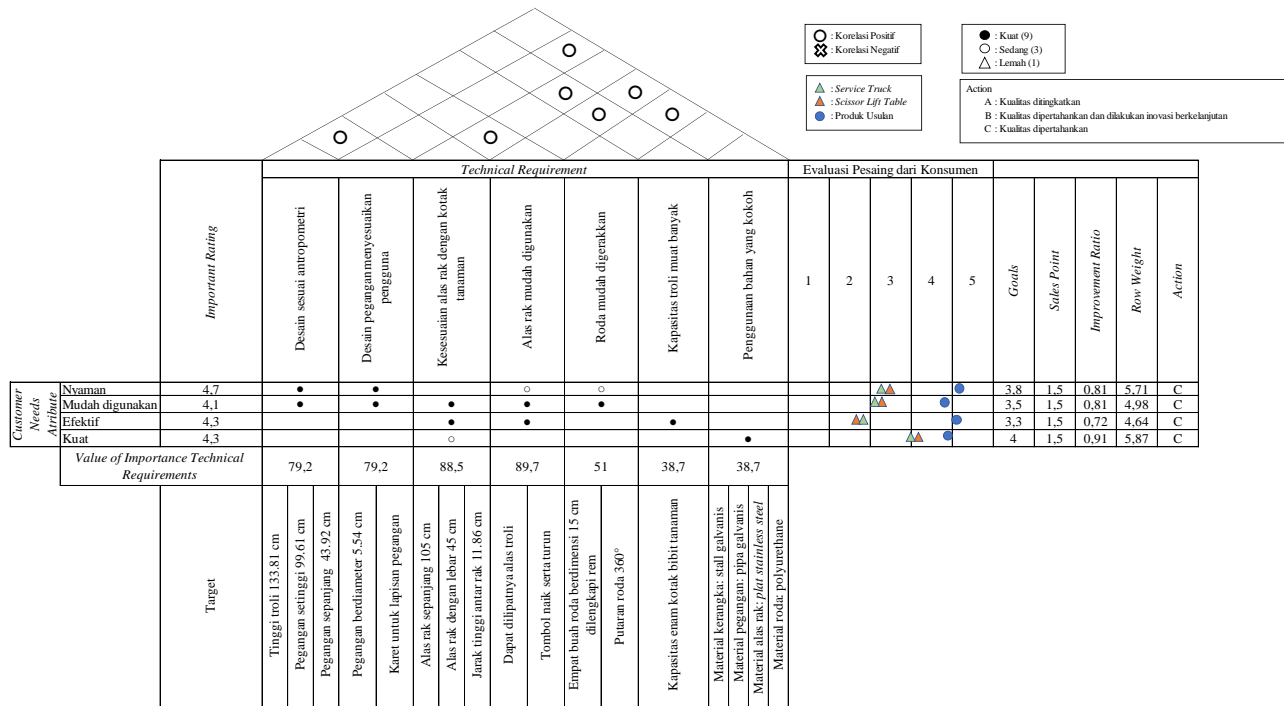 : Korelasi Positif
: Korelasi Negatif
: Kuat (9)
: Sedang (3)
: Lemah (1)
: Service Truck
: Scissor Lift Table
: Produk Usulan
Action
A : Kualitas ditingkatkan
B : Kualitas dipertahankan dan dilakukan inovasi berkelanjutan
C : Kualitas dipertahankan
Technical Requirement
Evaluasi Pesaing dari Konsumen
Important Rating
Desain sesuai antropometri
Desain pegangan menyesuaikan
pengguna
Kesesuaian alas rak dengan kotak
tanaman
Alas rak mudah digunakan
Roda mudah digerakkan
Kapasitas troli muat banyak
Penggunaan bahan yang kokoh
1 2 3 4 5
Goals
Sales Point
Improvement Ratio
Row Weight
Action
Customer
Needs
Atribute
Nyaman 4,7 3,8 1,5 0,81 5,71 C
Mudah digunakan 4,1 3,5 1,5 0,81 4,98 C
Efektif 4,3 3,3 1,5 0,72 4,64 C
Kuat 4,3 4 1,5 0,91 5,87 C
Value of Importance Technical
Requirements
79,2 79,2 88,5 89,7 51 38,7 38,7
Target
Tinggi troli 133.81 cm
Pegangan setinggi 99.61 cm
Pegangan sepanjang 43.92 cm
Pegangan berdiameter 5.54 cm
Karet untuk lapisan pegangan
Alas rak sepanjang 105 cm
Alas rak dengan lebar 45 cm
Jarak tinggi antar rak 11.86 cm
Dapat dilipatnya alas troli
Tombol naik serta turun
Empat buah roda berdimensi 15 cm
dilengkapi rem
Putaran roda 360°
Kapasitas enam kotak bibit tanaman
Material kerangka: stall galvanis
Material pegangan: pipa galvanis
Material alas rak: plat stainless steel
Material roda: polyurethane